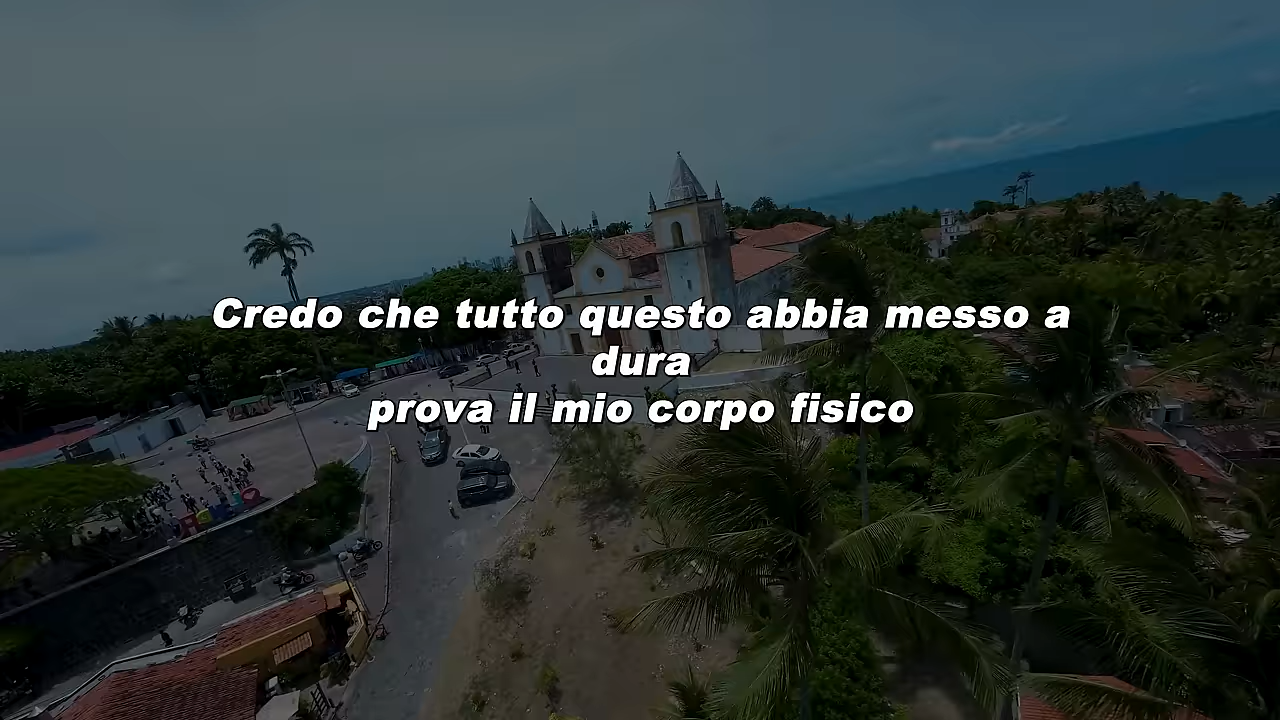 Credo che tutto questo abbia messo a
dura
prova il mio corpo fisico